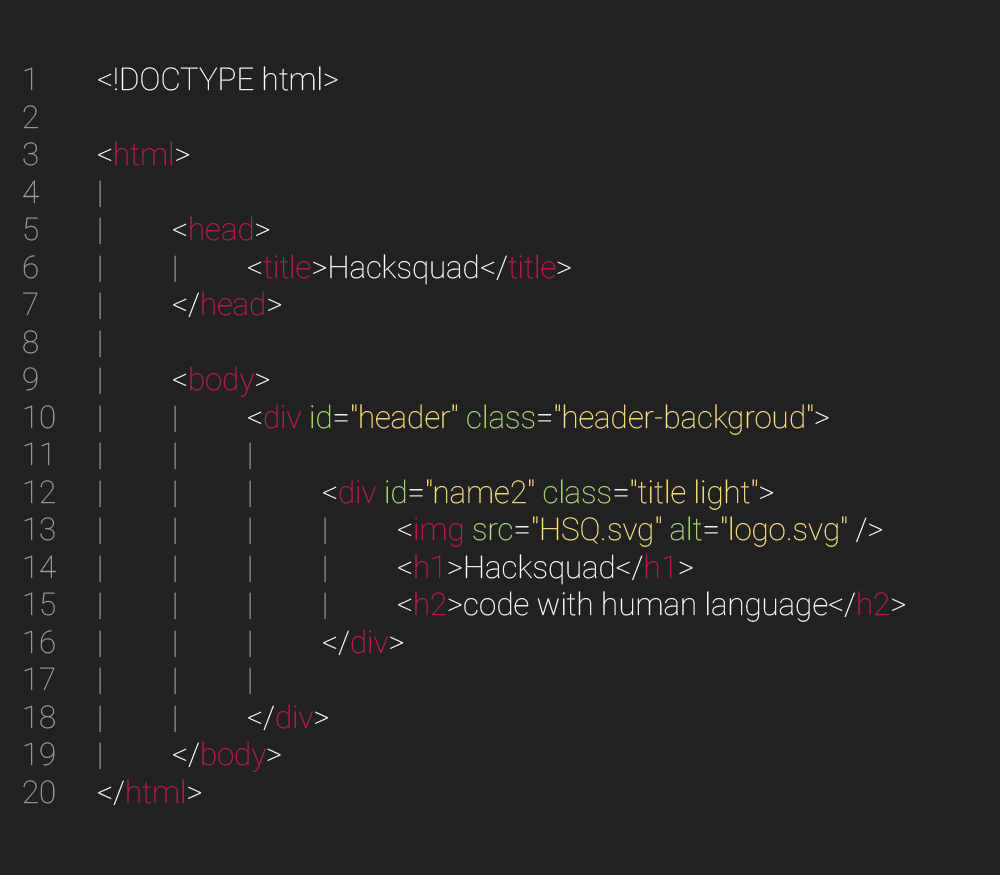 1 <!DOCTYPE html>
2
3 <html>
4 |
5 | <head>
6 | | <title>Hacksquad</title>
7 | </head>
8 |
9 | <body>
10 | | <div id="header" class="header-backgroud">
11 | | |
12 | | | <div id="name2" class="title light">
13 | | | | <img src="HSQ.svg" alt="logo.svg" />
14 | | | | <h1>Hacksquad</h1>
15 | | | | <h2>code with human language</h2>
16 | | | </div>
17 | | |
18 | | </div>
19 | </body>
20 </html>